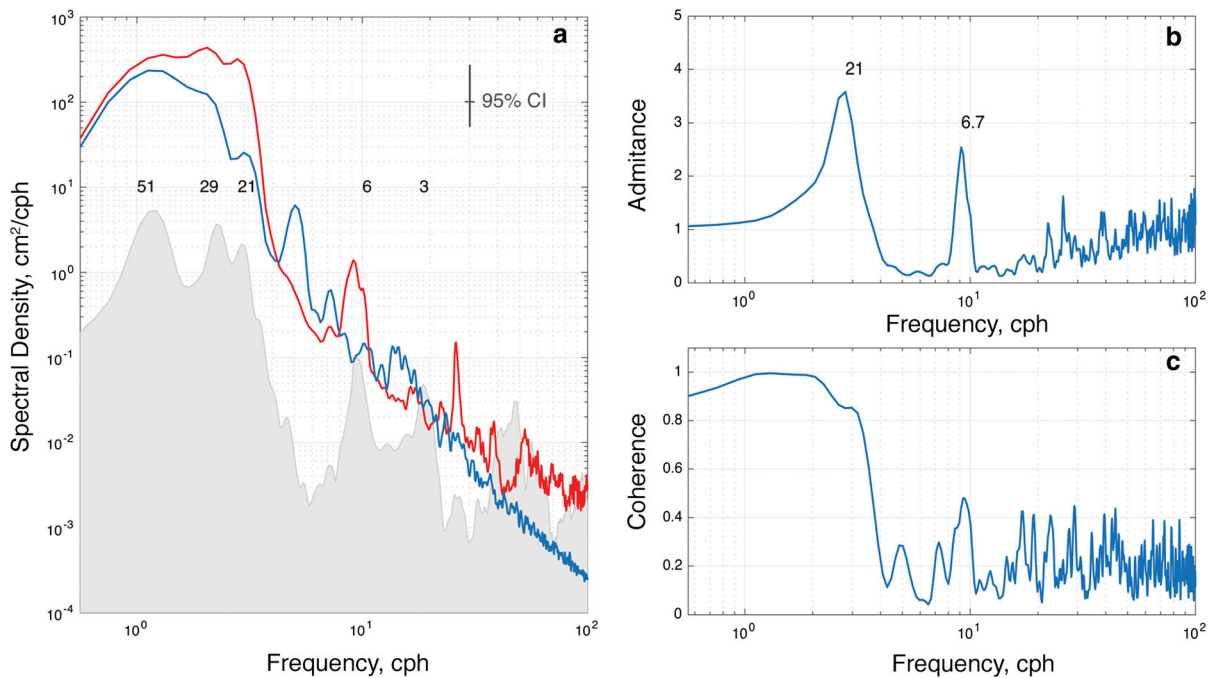 a
Spectral Density, cm²/cph
10³
10²
10¹
10⁰
10⁻¹
10⁻²
10⁻³
10⁻⁴
95% CI
51 29 21 6 3
10⁰ 10¹ 10²
Frequency, cph
b
Admitance
5
4
3
2
1
0
21
6.7
10⁰ 10¹ 10²
Frequency, cph
c
Coherence
1
0.8
0.6
0.4
0.2
0
10⁰ 10¹ 10²
Frequency, cph